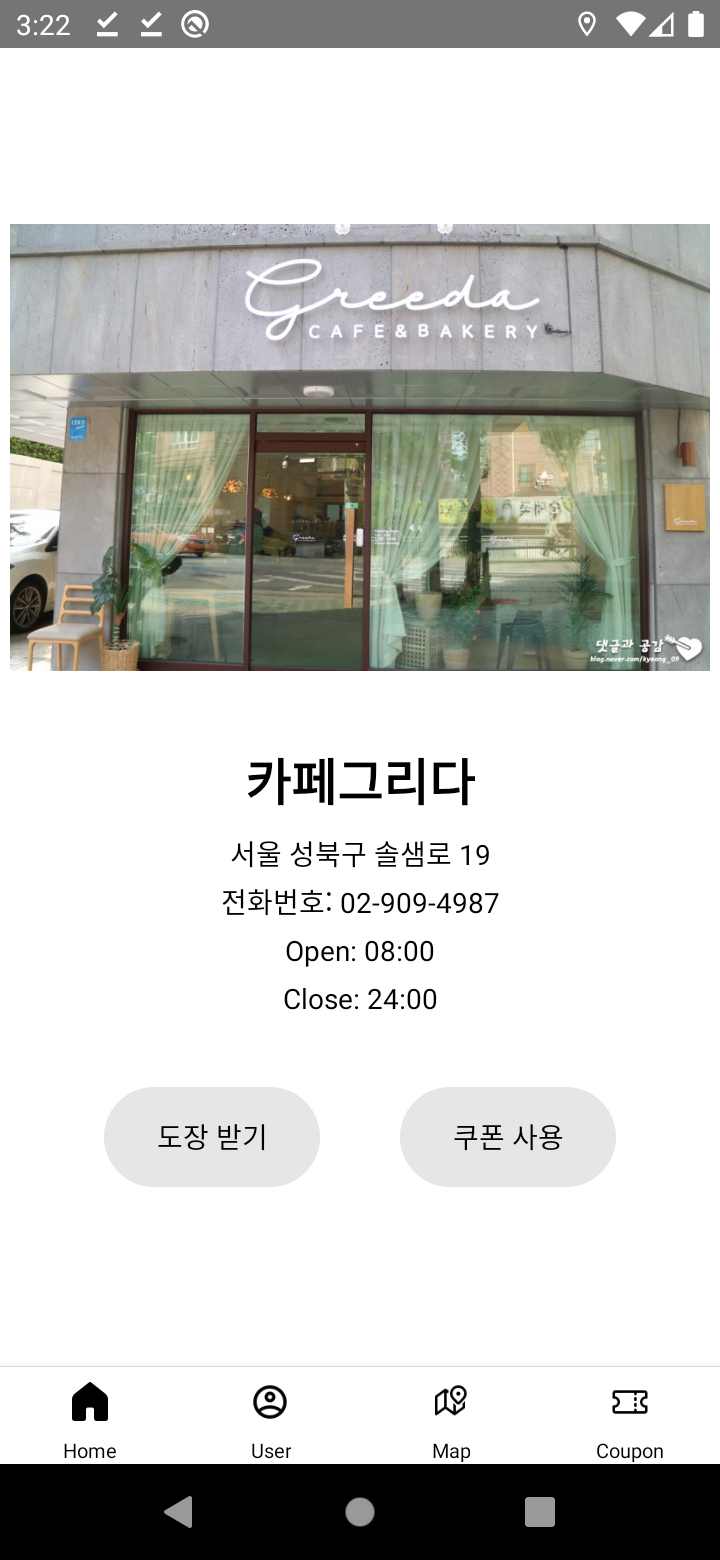 3:22
Greeda
CAFE&BAKERY
댓글과 공감
blog.naver.com/kyeong_09
카페그리다
서울 성북구 솔샘로 19
전화번호: 02-909-4987
Open: 08:00
Close: 24:00
도장 받기
쿠폰 사용
Home
User
Map
Coupon